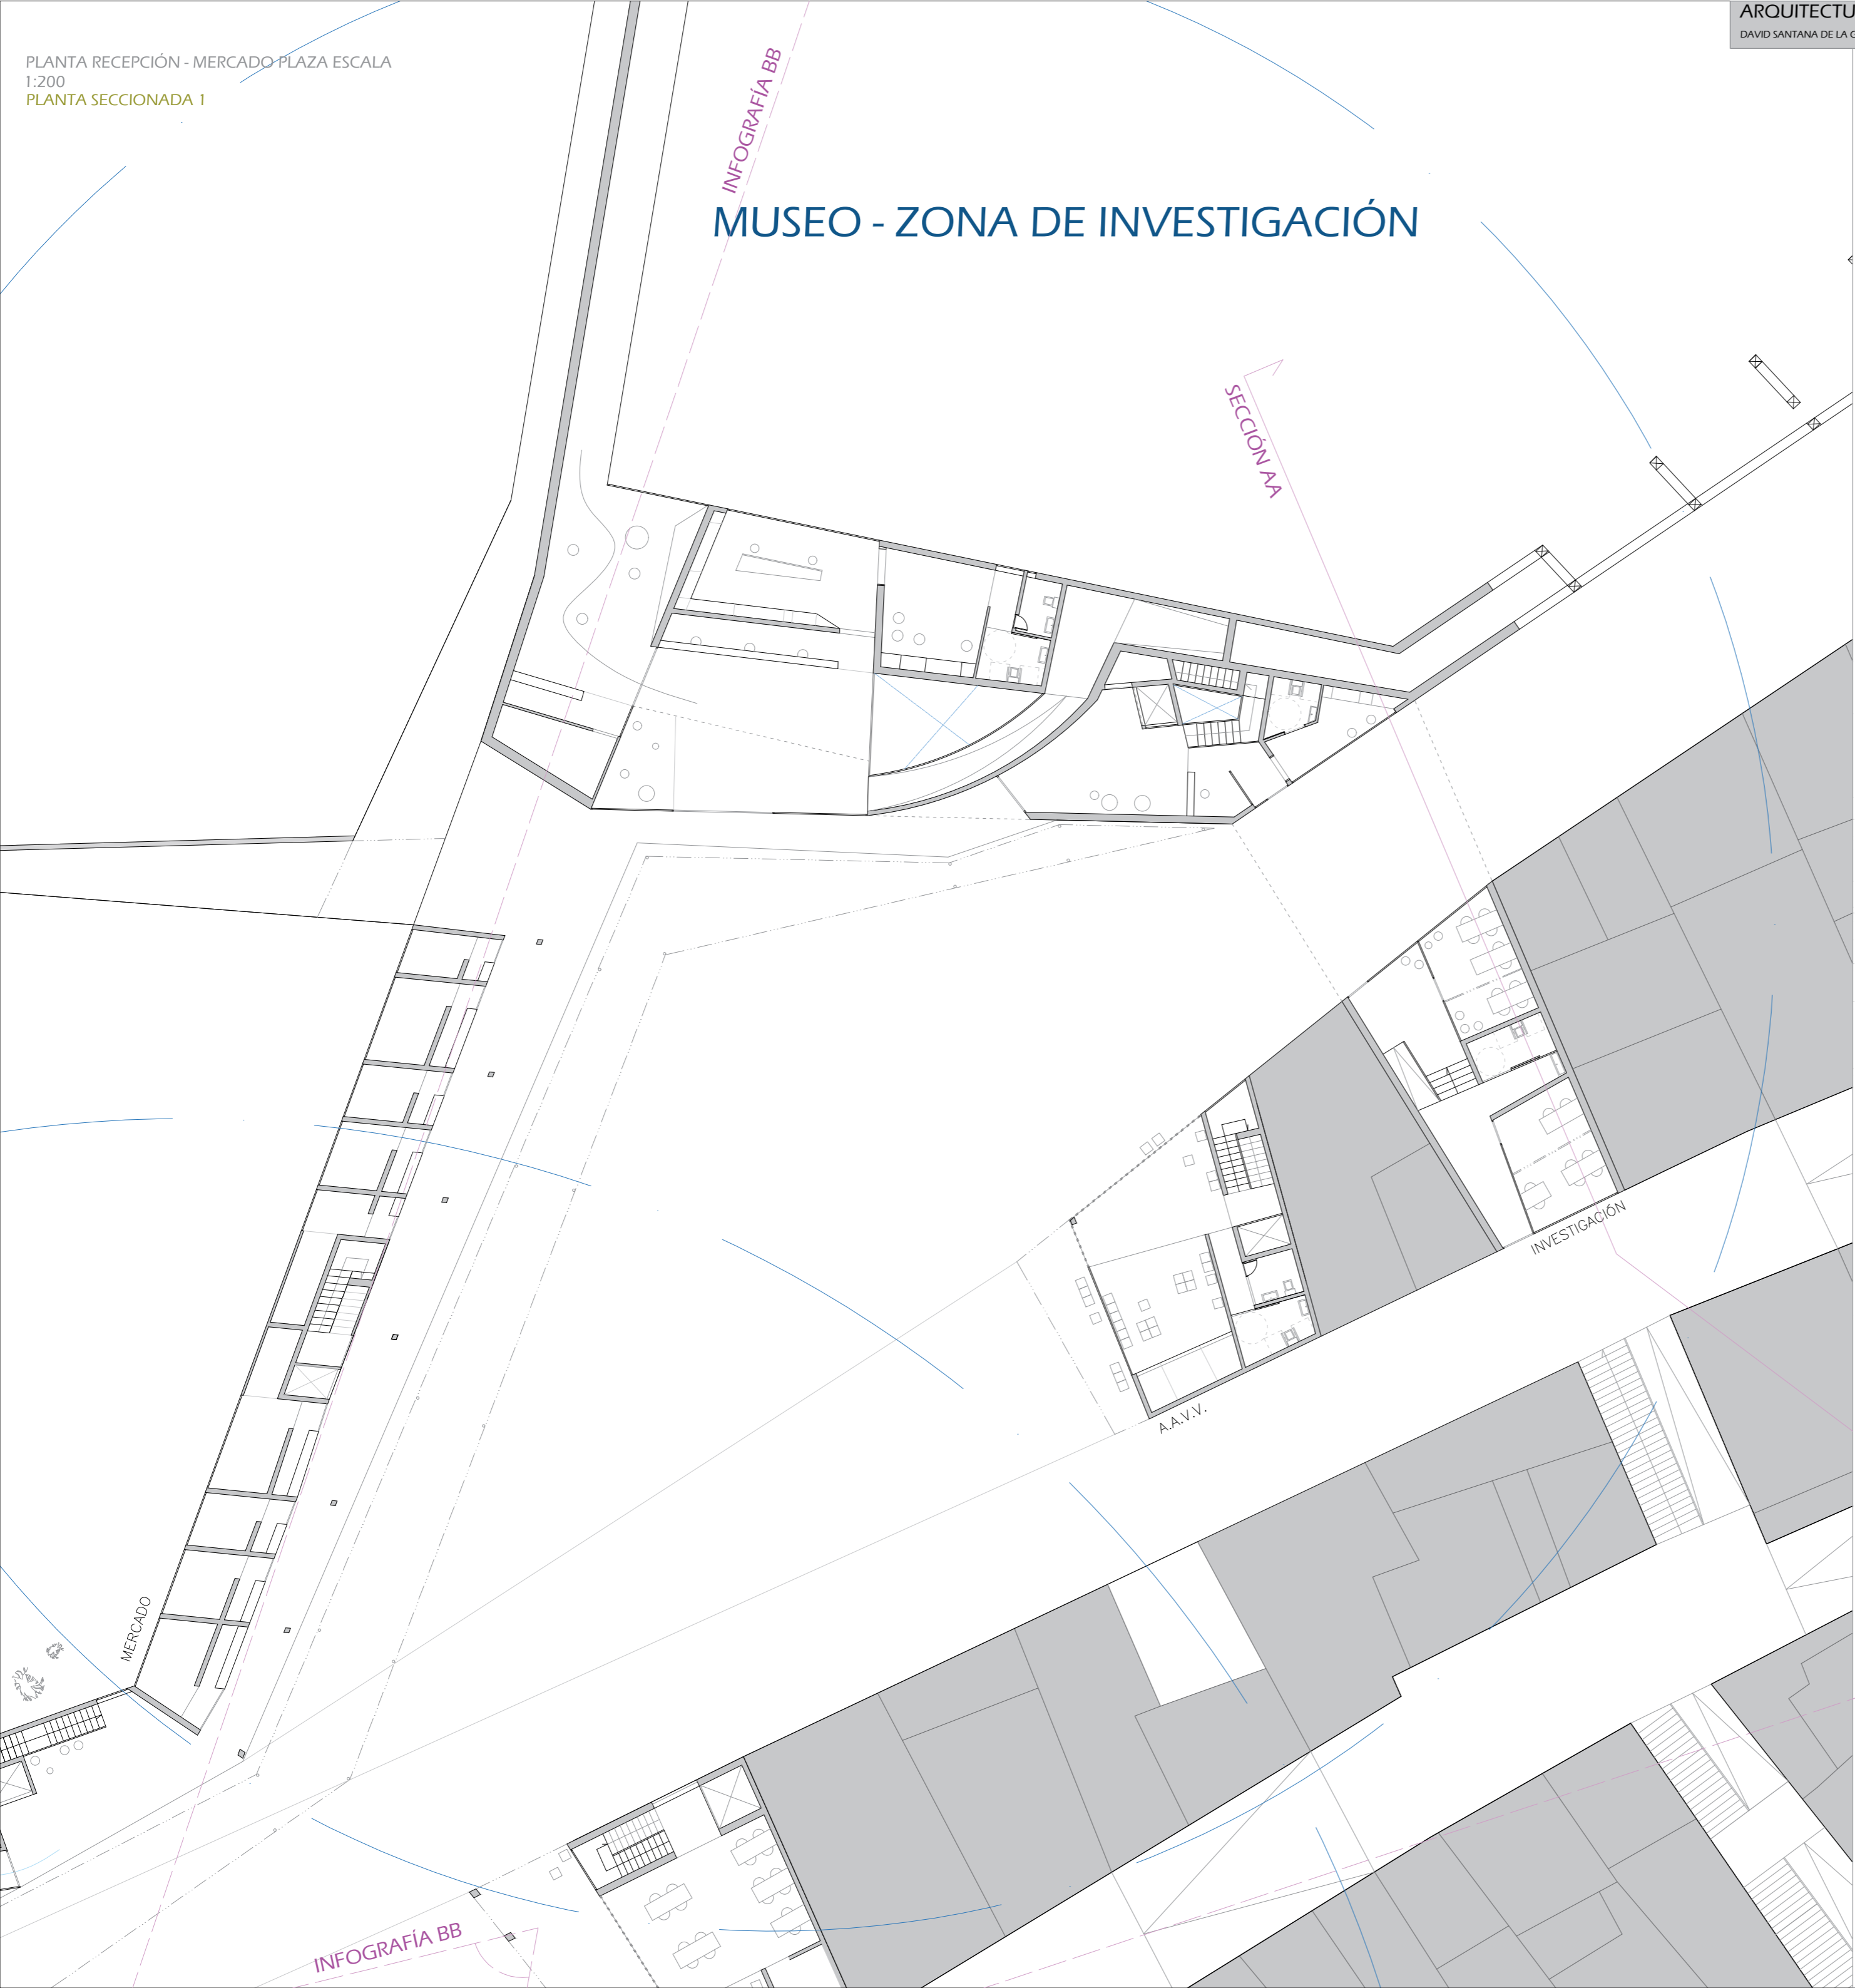 PLANTA RECEPCIÓN - MERCADO PLAZA ESCALA
1:200
PLANTA SECCIONADA 1
ARQUITECTU
DAVID SANTANA DE LA
INFOGRAFÍA BB
MUSEO - ZONA DE INVESTIGACIÓN
SECCIÓN AA
INVESTIGACIÓN
A.A.V.V.
MERCADO
INFOGRAFÍA BB